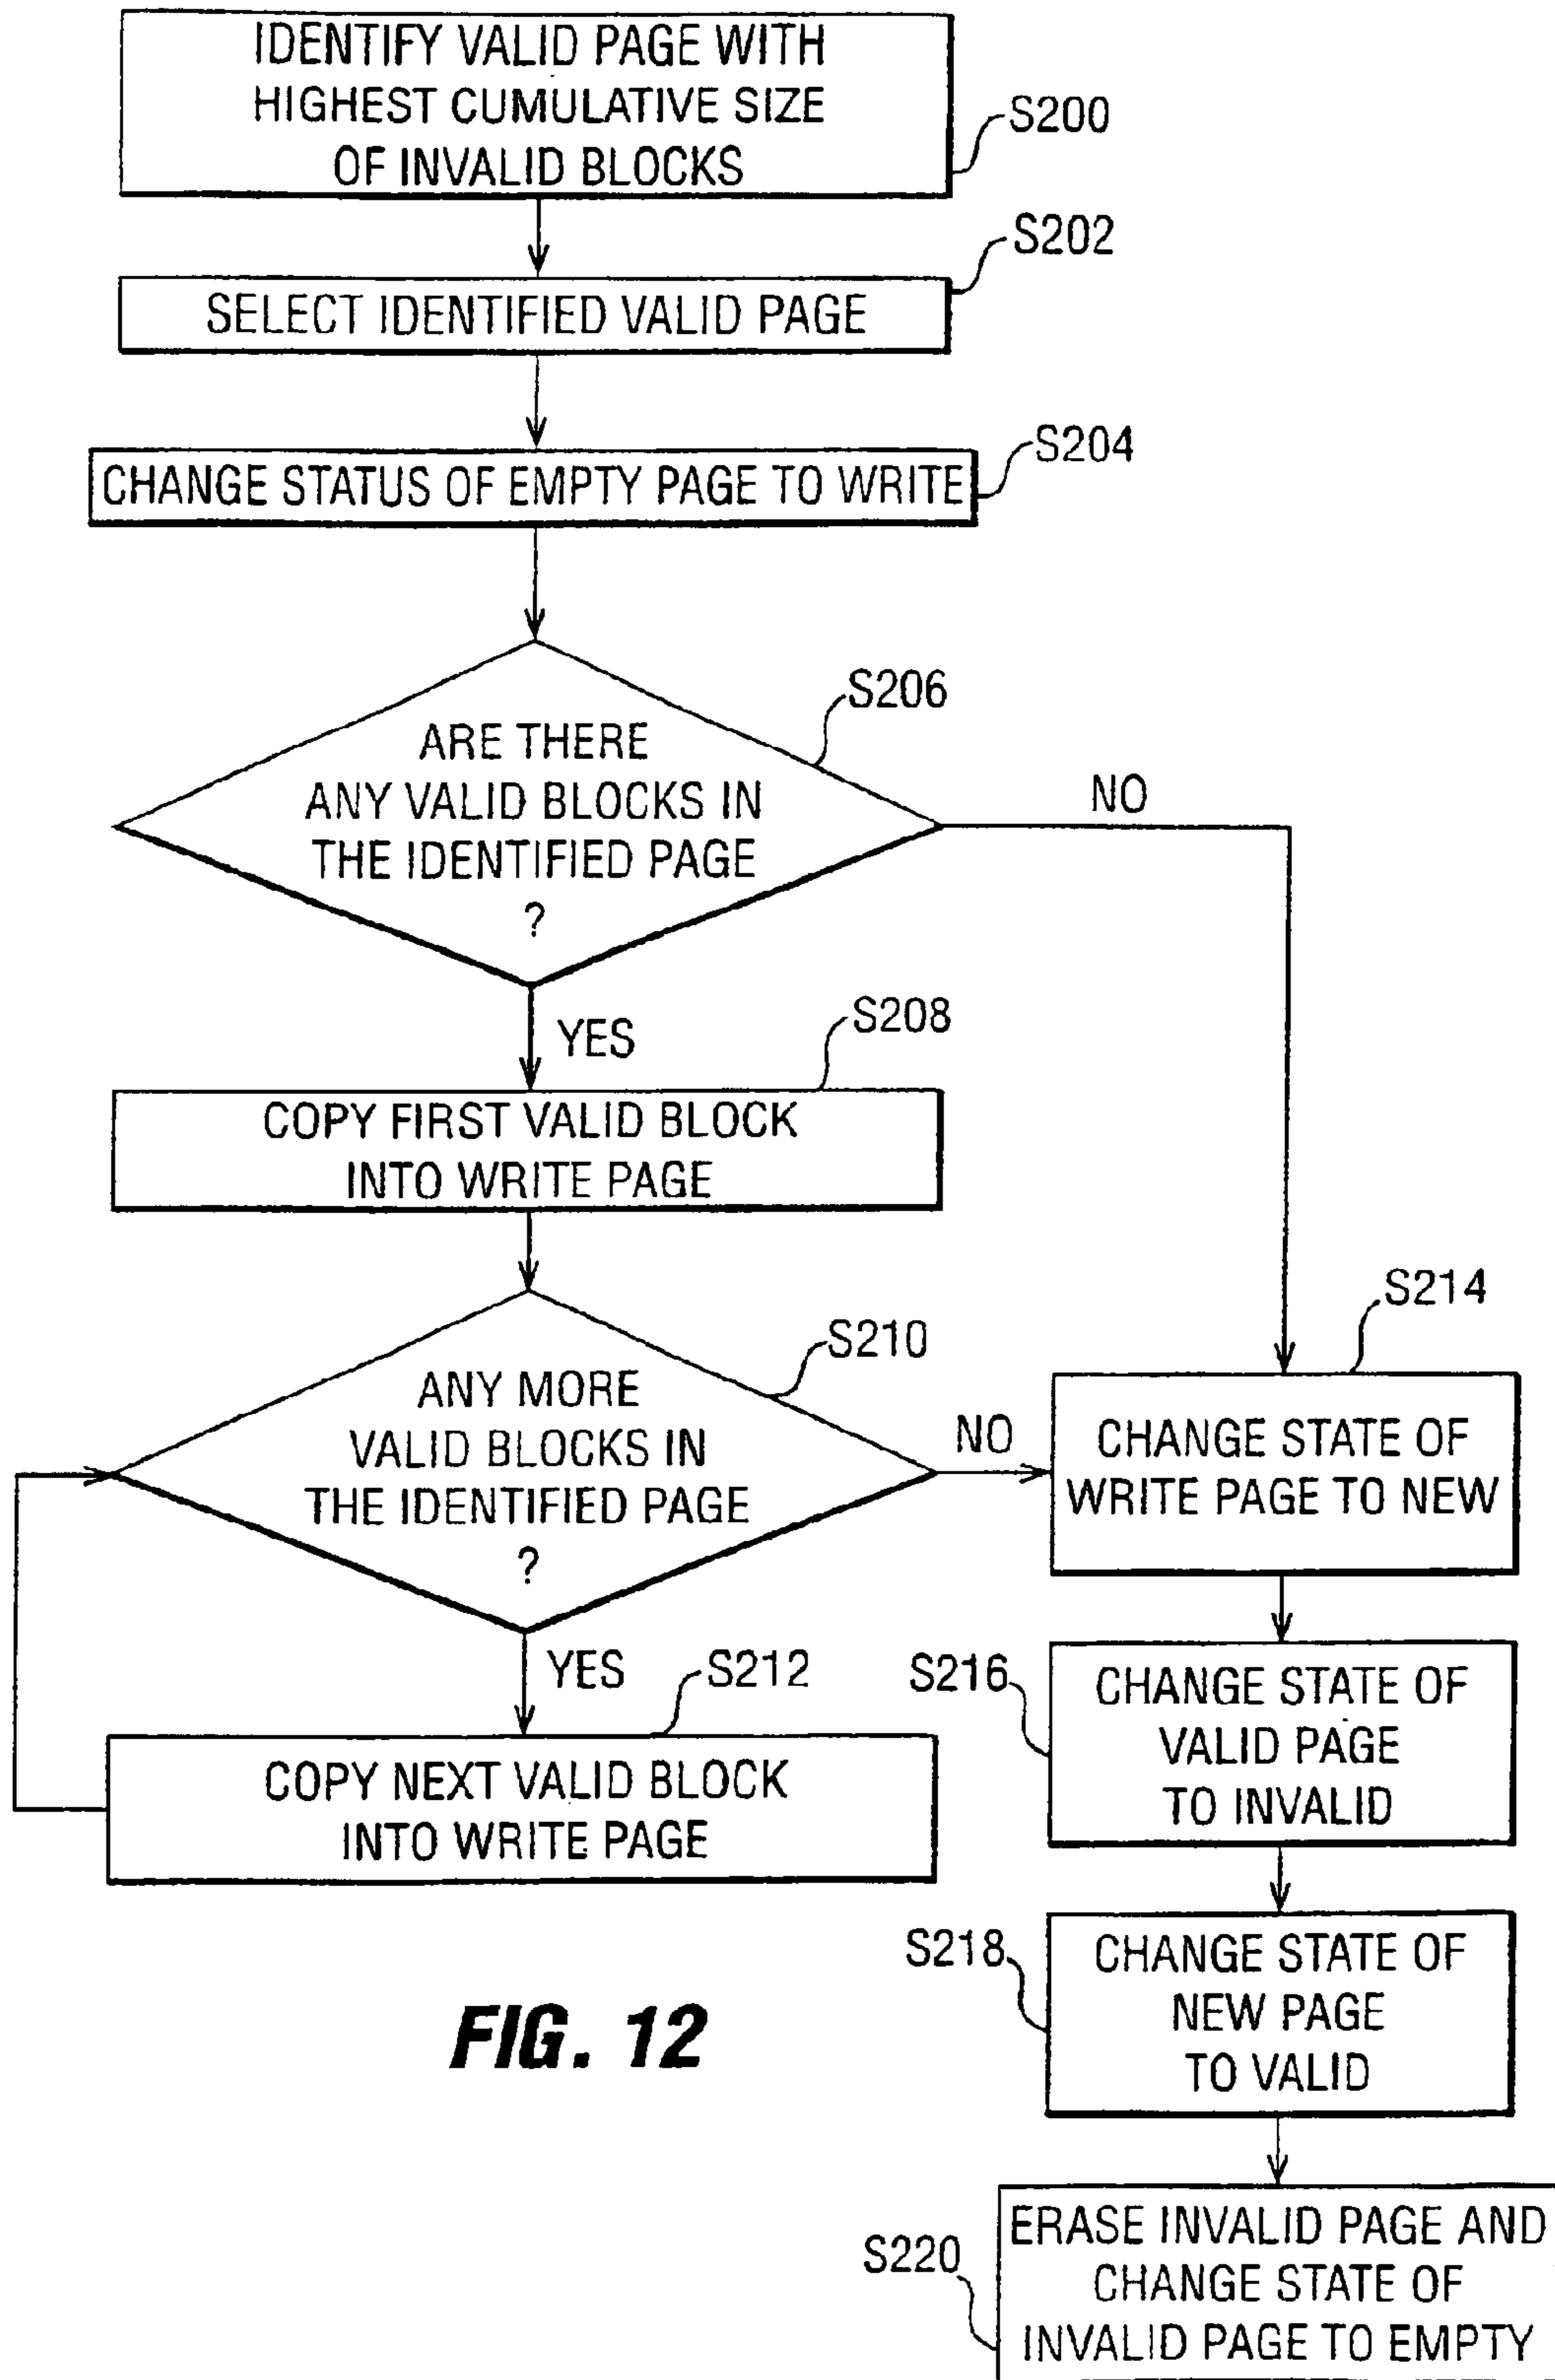 IDENTIFY VALID PAGE WITH
HIGHEST CUMULATIVE SIZE
OF INVALID BLOCKS
S200
S202
SELECT IDENTIFIED VALID PAGE
S204
CHANGE STATUS OF EMPTY PAGE TO WRITE
S206
ARE THERE
ANY VALID BLOCKS IN
THE IDENTIFIED PAGE
?
NO
YES
S208
COPY FIRST VALID BLOCK
INTO WRITE PAGE
S210
ANY MORE
VALID BLOCKS IN
THE IDENTIFIED PAGE
?
NO
YES
S212
COPY NEXT VALID BLOCK
INTO WRITE PAGE
S214
CHANGE STATE OF
WRITE PAGE TO NEW
S216
CHANGE STATE OF
VALID PAGE
TO INVALID
S218
CHANGE STATE OF
NEW PAGE
TO VALID
S220
ERASE INVALID PAGE AND
CHANGE STATE OF
INVALID PAGE TO EMPTY
FIG. 12